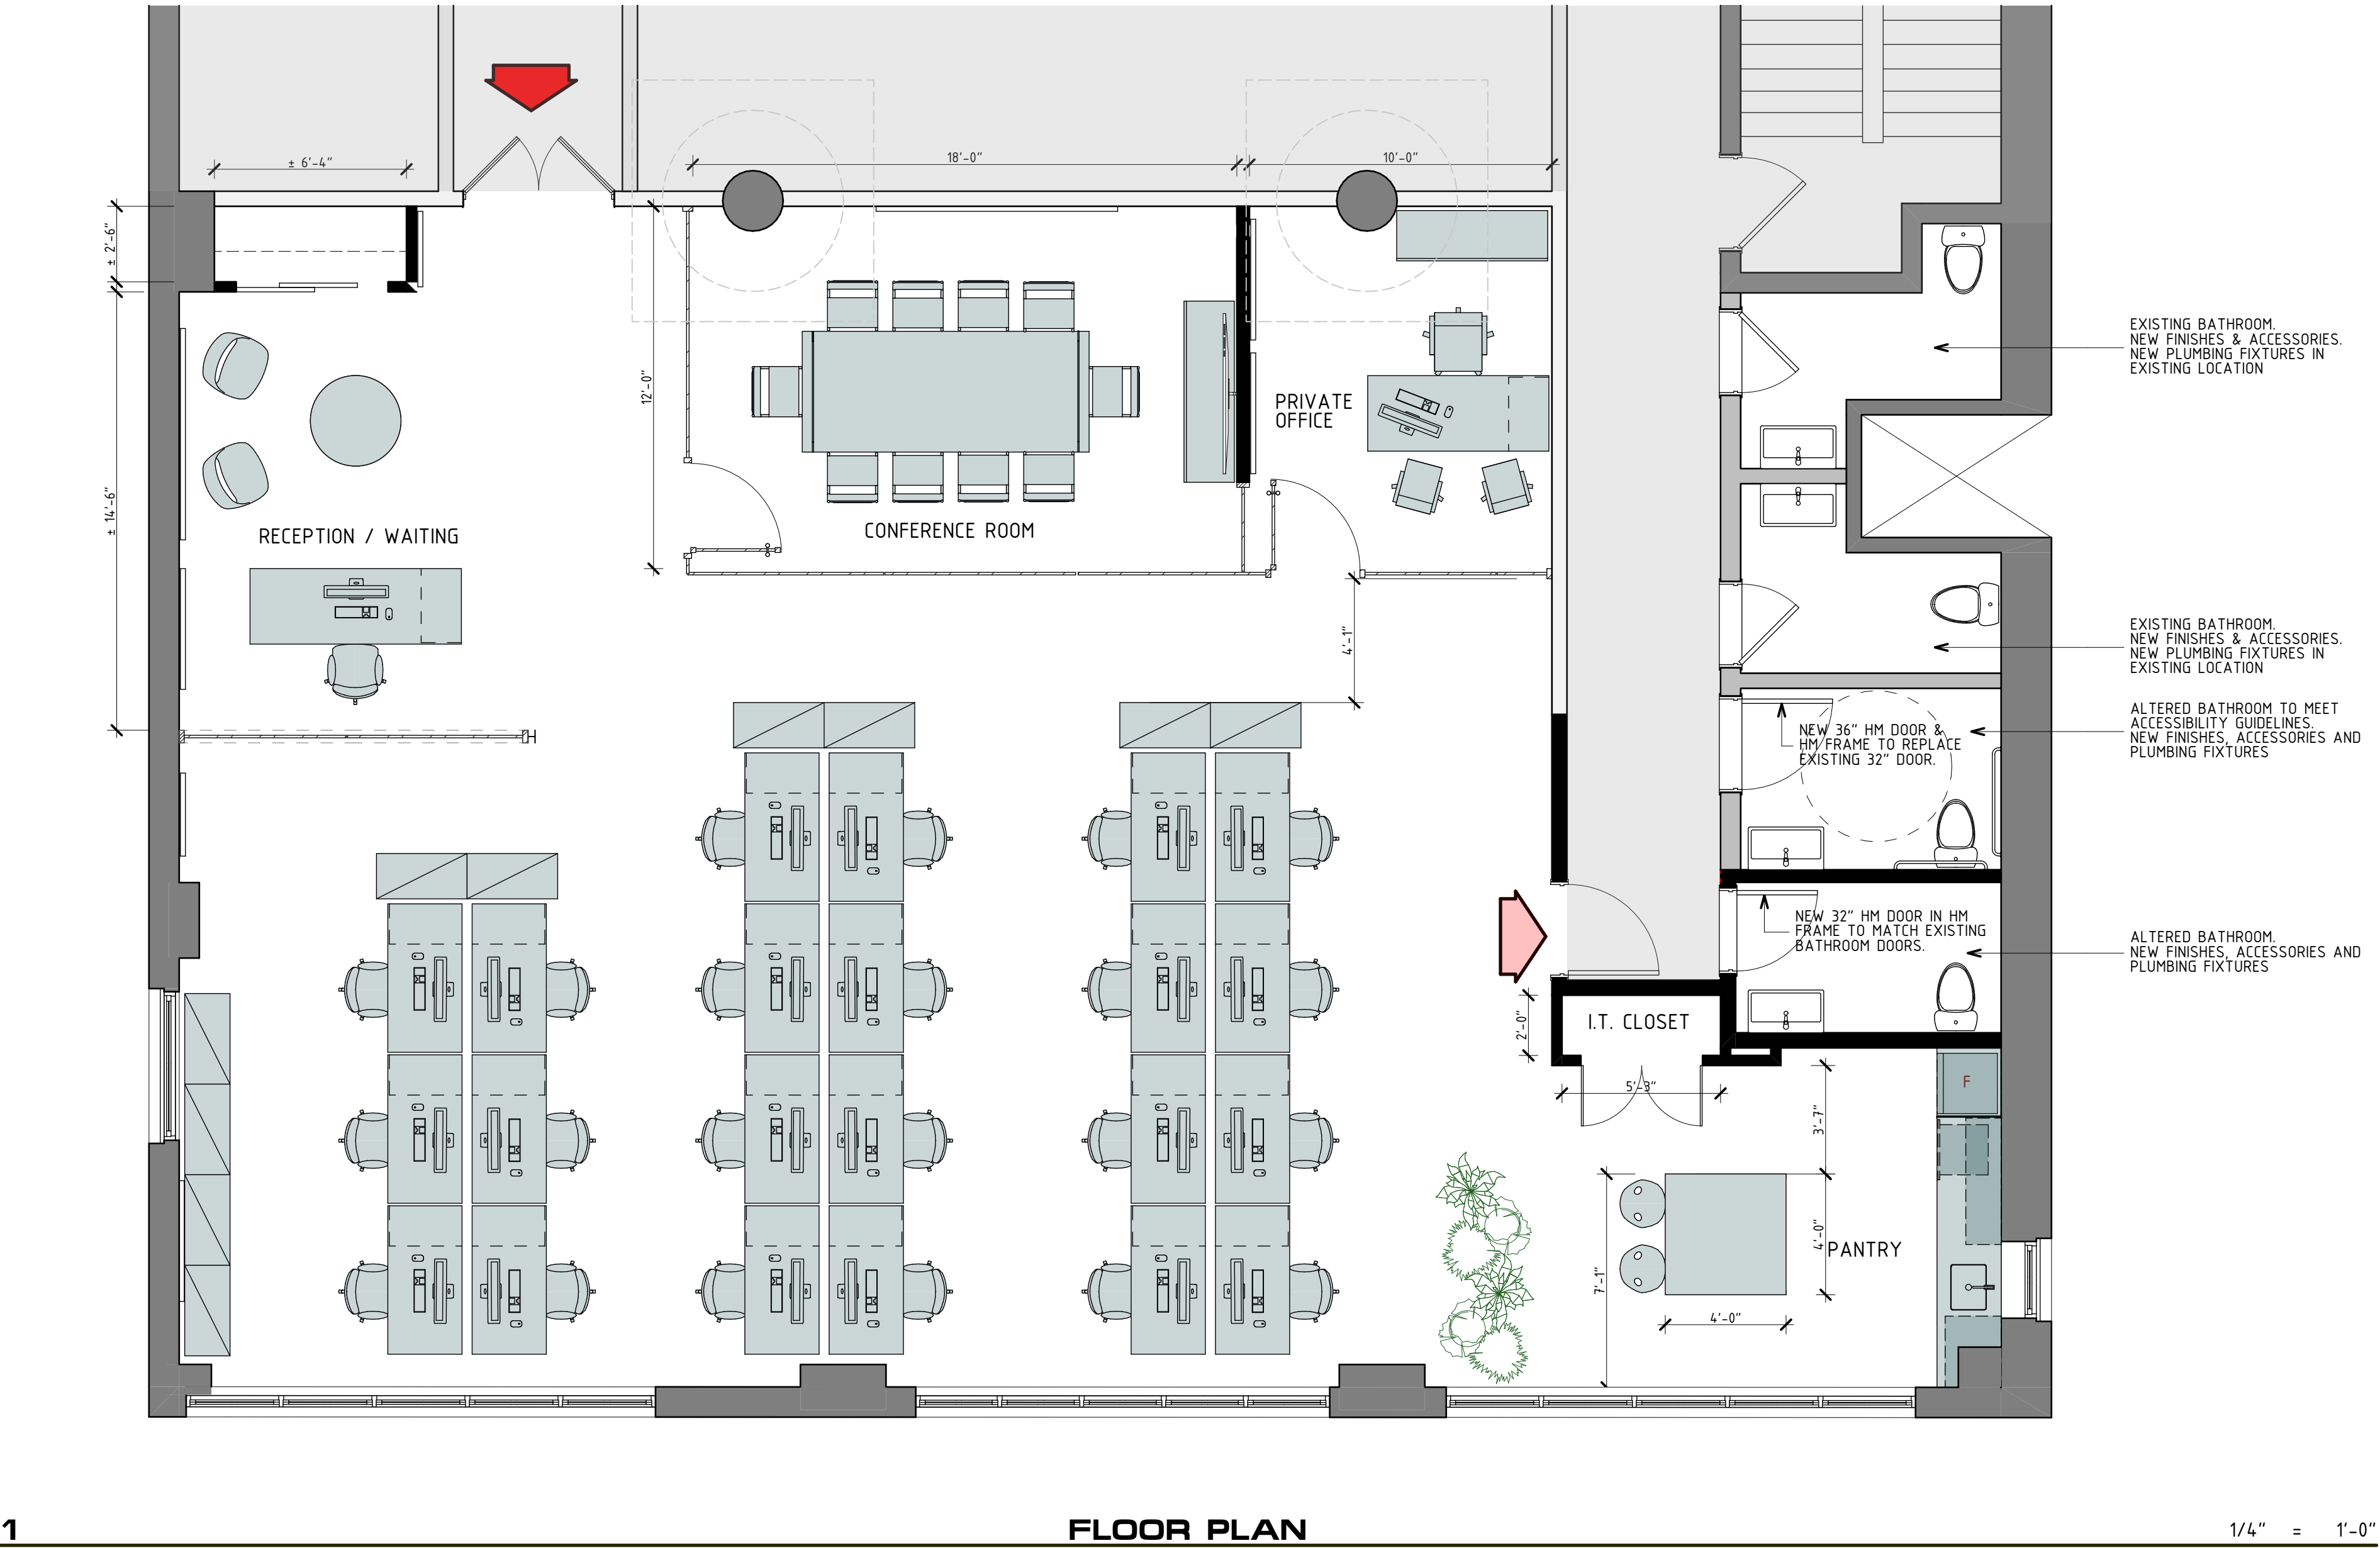 ± 6'-4"
18'-0"
10'-0"
± 2'-6"
12'-0"
± 14'-6"
RECEPTION / WAITING
CONFERENCE ROOM
PRIVATE
OFFICE
4'-1"
EXISTING BATHROOM.
NEW FINISHES & ACCESSORIES.
NEW PLUMBING FIXTURES IN
EXISTING LOCATION
EXISTING BATHROOM.
NEW FINISHES & ACCESSORIES.
NEW PLUMBING FIXTURES IN
EXISTING LOCATION
ALTERED BATHROOM TO MEET
ACCESSIBILITY GUIDELINES.
NEW FINISHES, ACCESSORIES AND
PLUMBING FIXTURES
NEW 36" HM DOOR &
HM FRAME TO REPLACE
EXISTING 32" DOOR.
NEW 32" HM DOOR IN HM
FRAME TO MATCH EXISTING
BATHROOM DOORS.
ALTERED BATHROOM.
NEW FINISHES, ACCESSORIES AND
PLUMBING FIXTURES
I.T. CLOSET
2'-0"
5'-3"
F
3'-7"
4'-0"
PANTRY
7'-1"
4'-0"
1
FLOOR PLAN
1/4" = 1'-0"